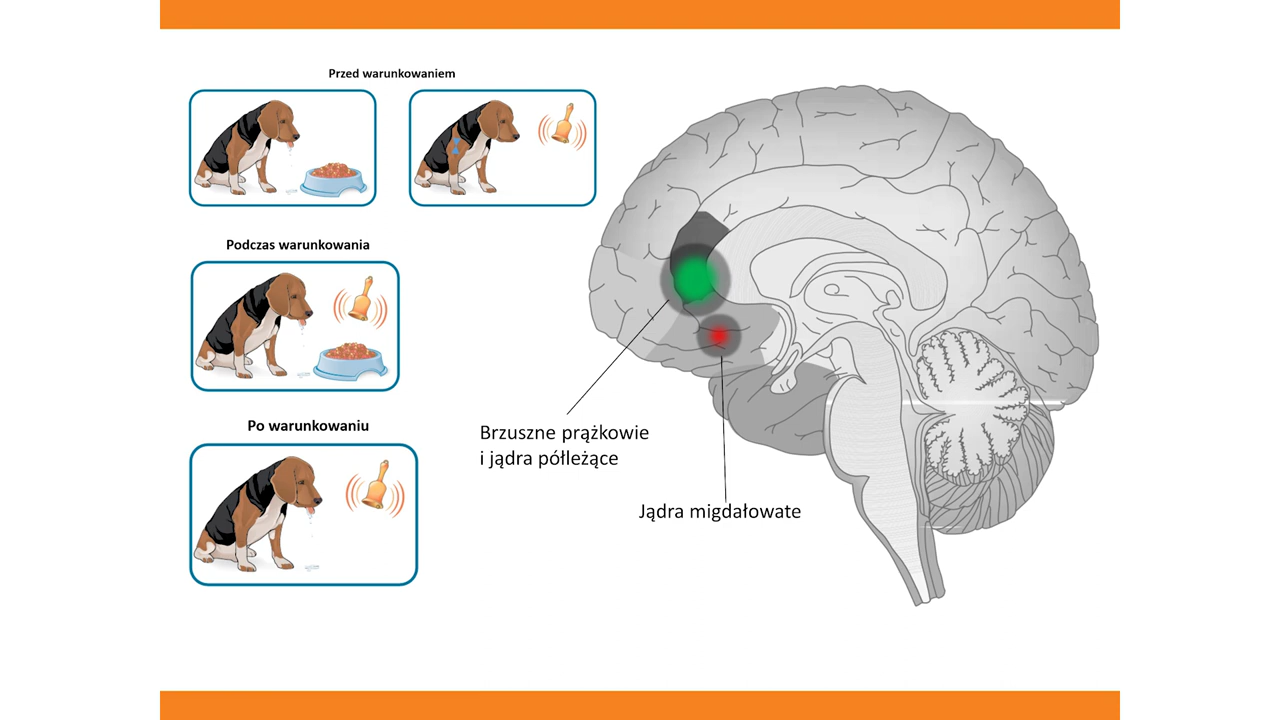 Przed warunkowaniem
Podczas warunkowania
Po warunkowaniu
Brzuszne prążkowie
i jądra półleżące
Jądra migdałowate